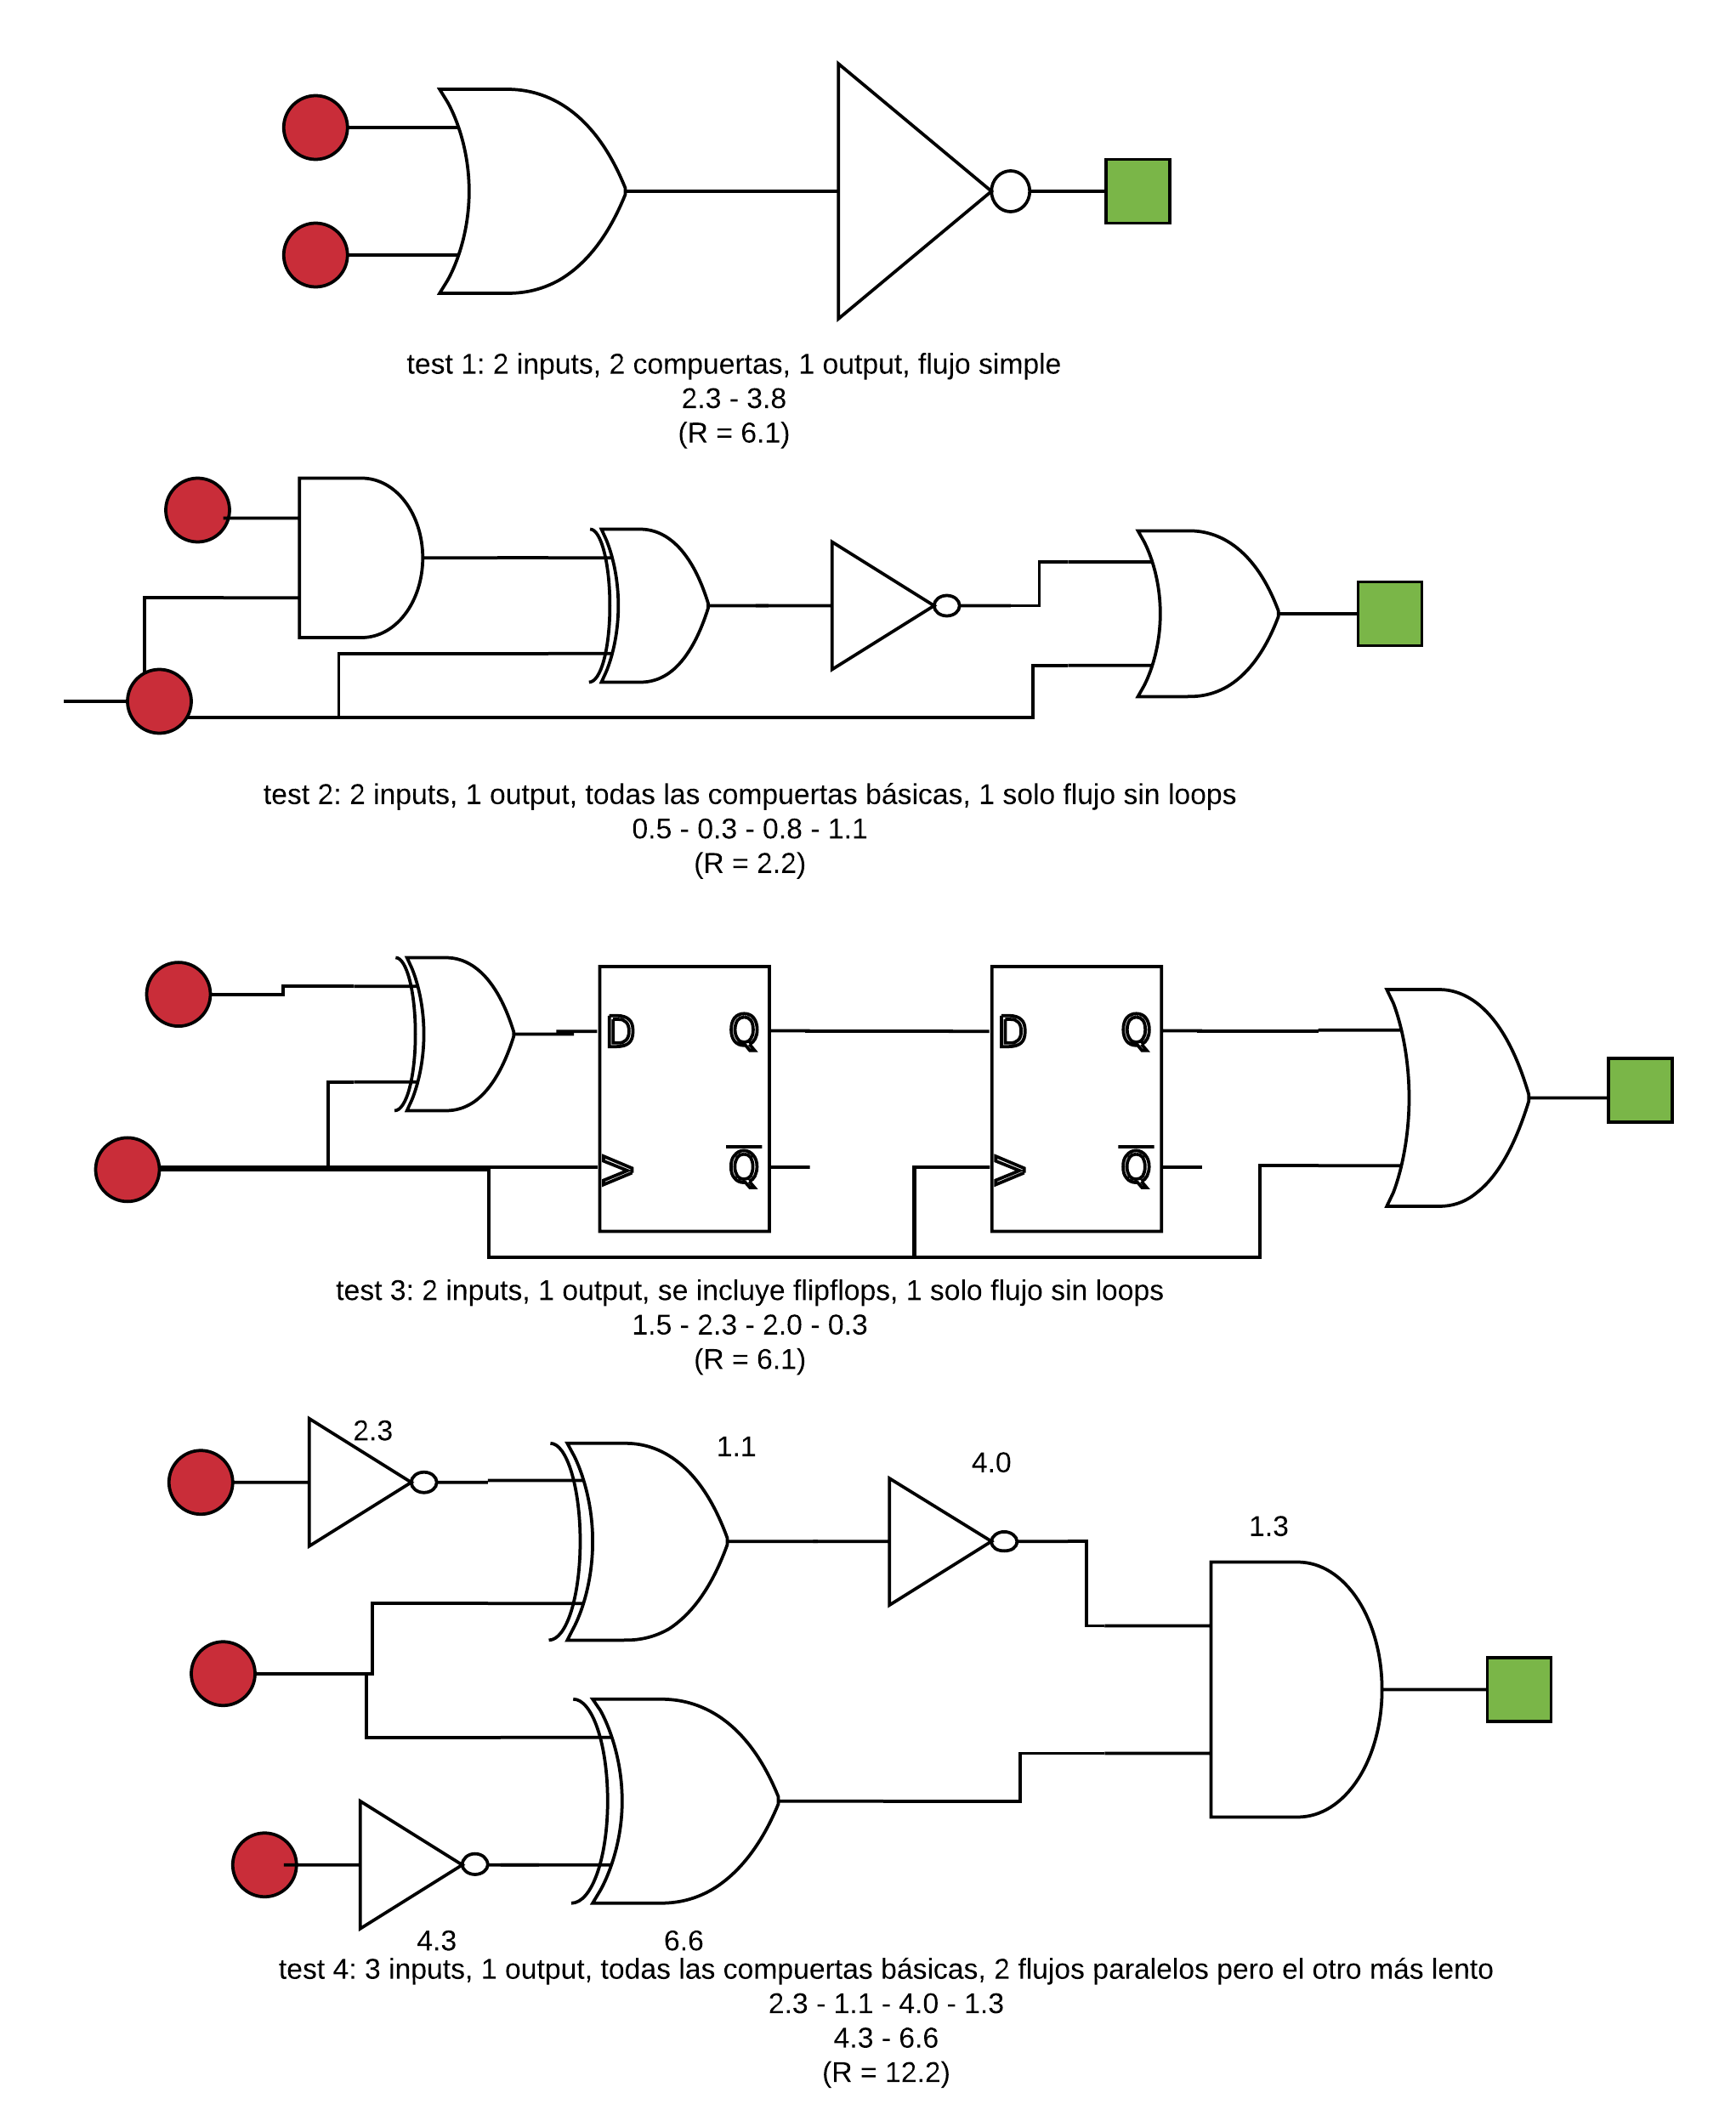 test 1: 2 inputs, 2 compuertas, 1 output, flujo simple
2.3 - 3.8
(R = 6.1)
test 2: 2 inputs, 1 output, todas las compuertas básicas, 1 solo flujo sin loops
0.5 - 0.3 - 0.8 - 1.1
(R = 2.2)
D Q D Q
> Q̅ > Q̅
test 3: 2 inputs, 1 output, se incluye flipflops, 1 solo flujo sin loops
1.5 - 2.3 - 2.0 - 0.3
(R = 6.1)
2.3
1.1
4.0
1.3
4.3
6.6
test 4: 3 inputs, 1 output, todas las compuertas básicas, 2 flujos paralelos pero el otro más lento
2.3 - 1.1 - 4.0 - 1.3
4.3 - 6.6
(R = 12.2)